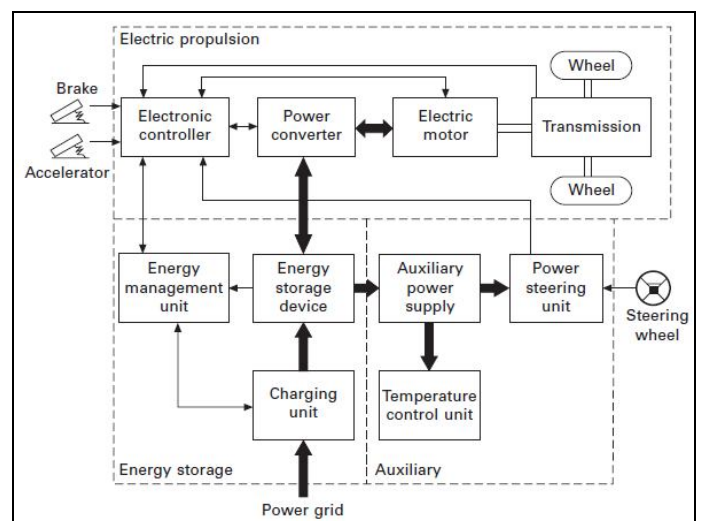 Electric propulsion
Wheel
Brake
Electronic
controller
Power
converter
Electric
motor
Transmission
Accelerator
Wheel
Energy
management
unit
Energy
storage
device
Auxiliary
power
supply
Power
steering
unit
Steering
wheel
Charging
unit
Temperature
control unit
Energy storage
Auxiliary
Power grid